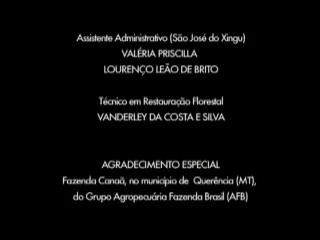 Assistente Administrativo (São José do Xingu)
VALÉRIA PRISCILLA
LOURENÇO LEÃO DE BRITO
Técnico em Restauração Florestal
VANDERLEY DA COSTA E SILVA
AGRADECIMENTO ESPECIAL
Fazenda Canaã, no município de Querência (MT),
do Grupo Agropecuária Fazenda Brasil (AFB)